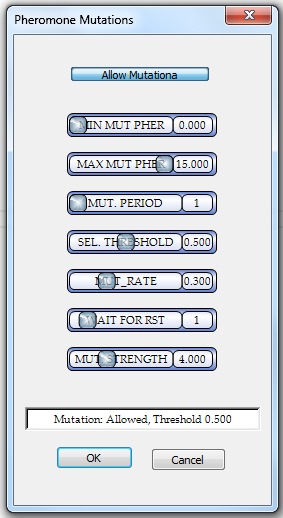 Pheromone Mutations
Allow Mutationa
MIN MUT PHER 0.000
MAX MUT PHER 15.000
MUT. PERIOD 1
SEL. THRESHOLD 0.500
MUT_RATE 0.300
WAIT FOR RST 1
MUT STRENGTH 4.000
Mutation: Allowed, Threshold 0.500
OK Cancel